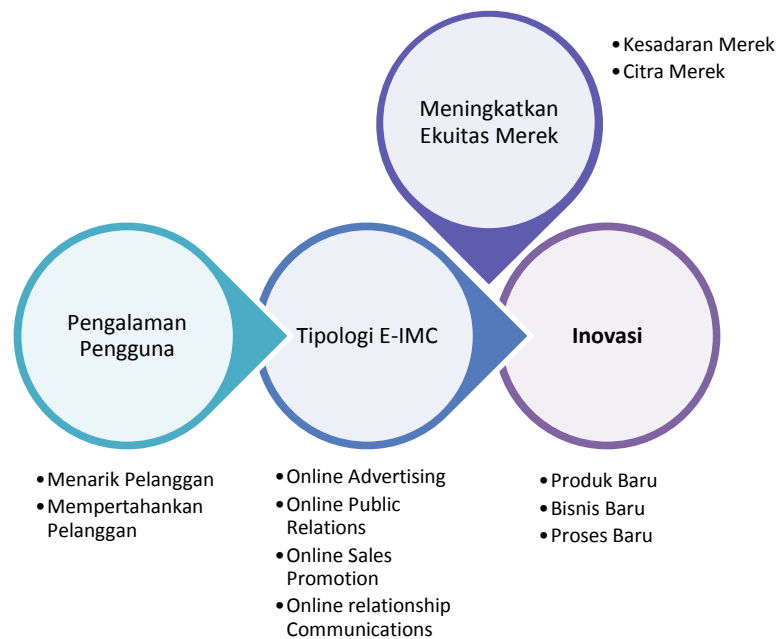 • Kesadaran Merek
• Citra Merek
Meningkatkan
Ekuitas Merek
Pengalaman
Pengguna
Tipologi E-IMC
Inovasi
• Menarik Pelanggan
• Mempertahankan
Pelanggan
• Online Advertising
• Online Public
Relations
• Online Sales
Promotion
• Online relationship
Communications
• Produk Baru
• Bisnis Baru
• Proses Baru